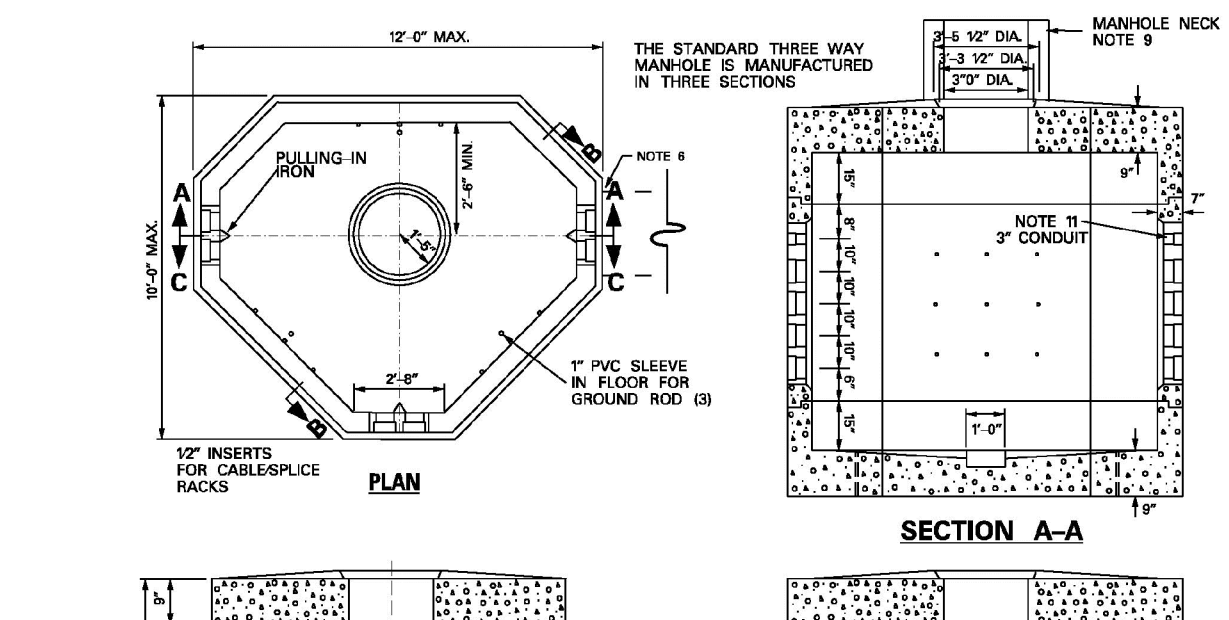 12'-0" MAX.
THE STANDARD THREE WAY
MANHOLE IS MANUFACTURED
IN THREE SECTIONS
MANHOLE NECK
NOTE 9
3'-5 1/2" DIA.
3'-3 1/2" DIA.
3"0" DIA.
PULLING-IN
IRON
2'-6" MIN.
B
NOTE 6
A
A
10'-0" MAX.
1'-5"
C
C
2'-8"
B
1" PVC SLEEVE
IN FLOOR FOR
GROUND ROD (3)
1/2" INSERTS
FOR CABLE/SPLICE
RACKS
PLAN
9"
7"
NOTE 11
3" CONDUIT
15"
8"
10"
10"
10"
10"
6"
15"
1'-0"
9"
SECTION A-A
9"